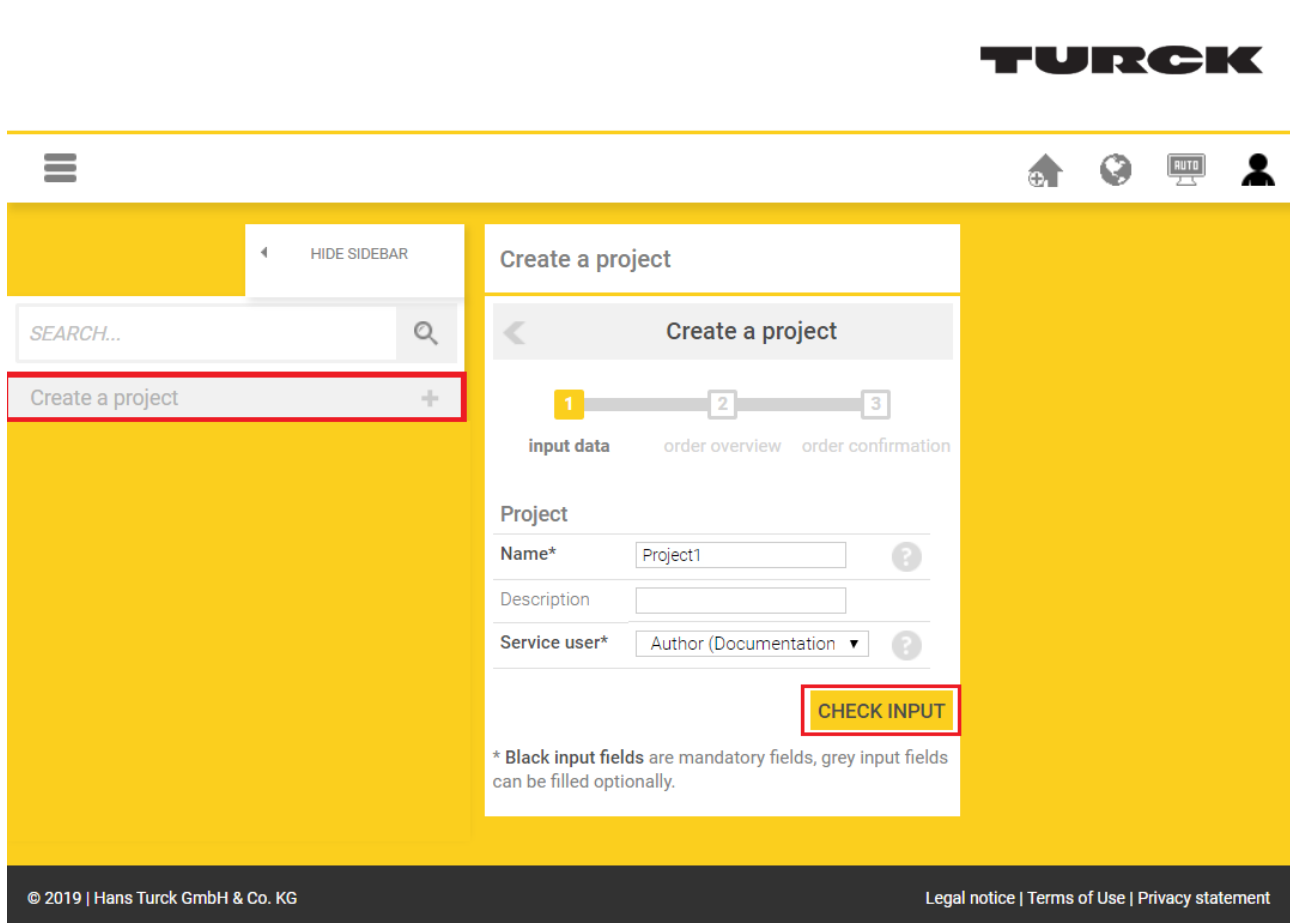 TURCK
AUTO
HIDE SIDEBAR
SEARCH...
Create a project
Create a project
Create a project
1 2 3
input data order overview order confirmation
Project
Name* Project1 ?
Description
Service user* Author (Documentation ?
CHECK INPUT
* Black input fields are mandatory fields, grey input fields
can be filled optionally.
© 2019 | Hans Turck GmbH & Co. KG
Legal notice | Terms of Use | Privacy statement